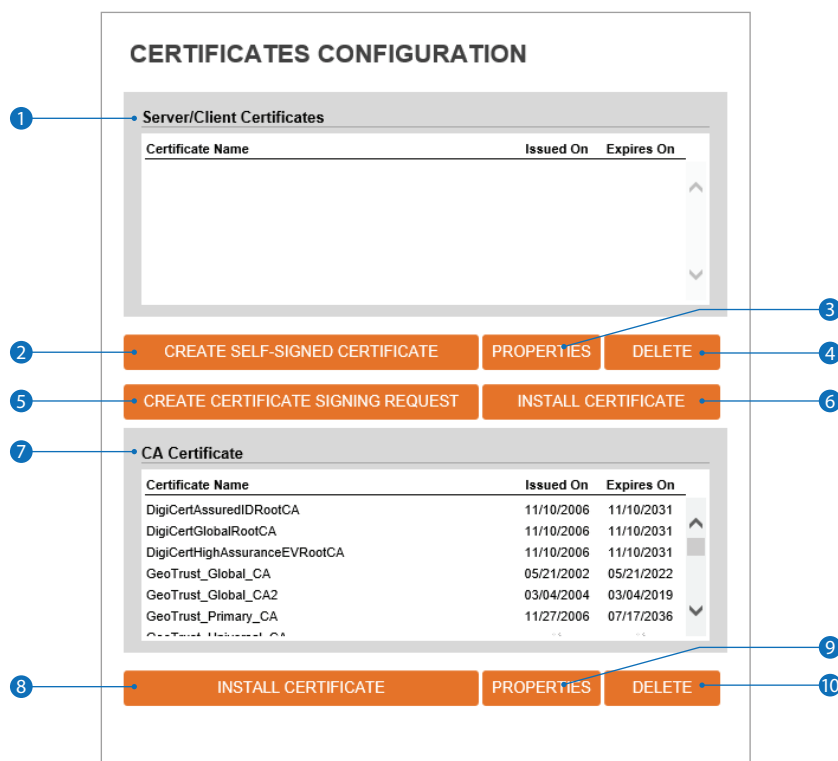 CERTIFICATES CONFIGURATION
1
Server/Client Certificates
Certificate Name Issued On Expires On
3
2 CREATE SELF-SIGNED CERTIFICATE PROPERTIES DELETE 4
5 CREATE CERTIFICATE SIGNING REQUEST INSTALL CERTIFICATE 6
7 CA Certificate
Certificate Name Issued On Expires On
DigiCertAssuredIDRootCA 11/10/2006 11/10/2031
DigiCertGlobalRootCA 11/10/2006 11/10/2031
DigiCertHighAssuranceEVRootCA 11/10/2006 11/10/2031
GeoTrust_Global_CA 05/21/2002 05/21/2022
GeoTrust_Global_CA2 03/04/2004 03/04/2019
GeoTrust_Primary_CA 11/27/2006 07/17/2036
9
8 INSTALL CERTIFICATE PROPERTIES DELETE 10